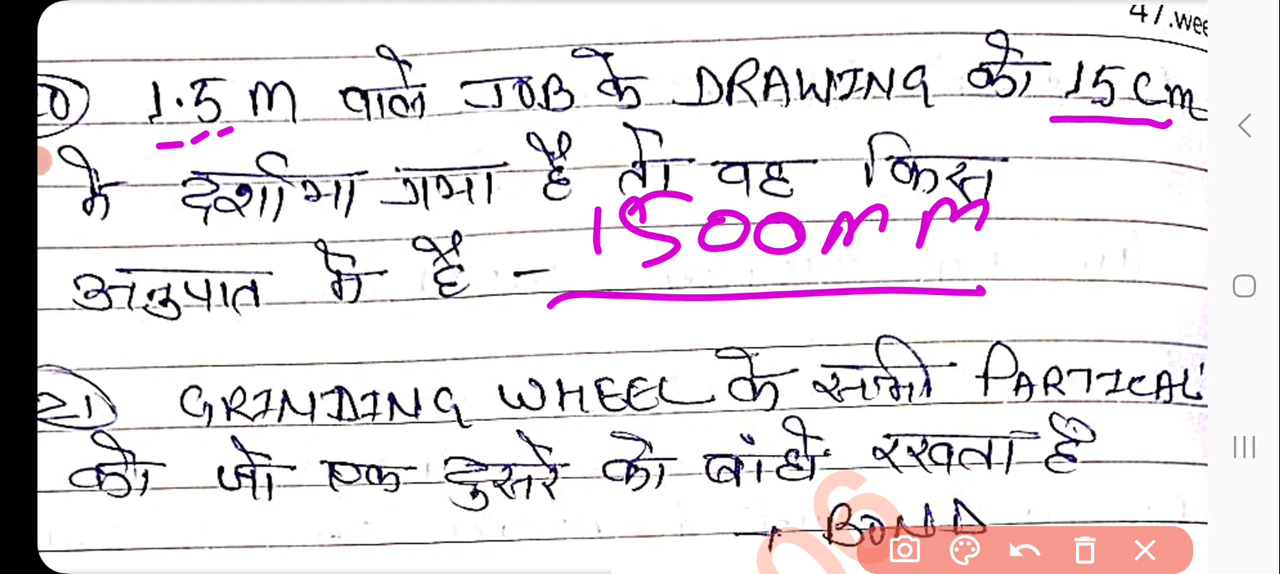 47.wee
1.5 M वाले JOB के DRAWING को 15 Cm
मे दर्शाया गया है तो वह किस
1500mm
अनुपात मे है -
21) GRINDING WHEEL के सभी PARTICAL
को जो एक दुसरे को बांधे रखता है
→ BOND
06